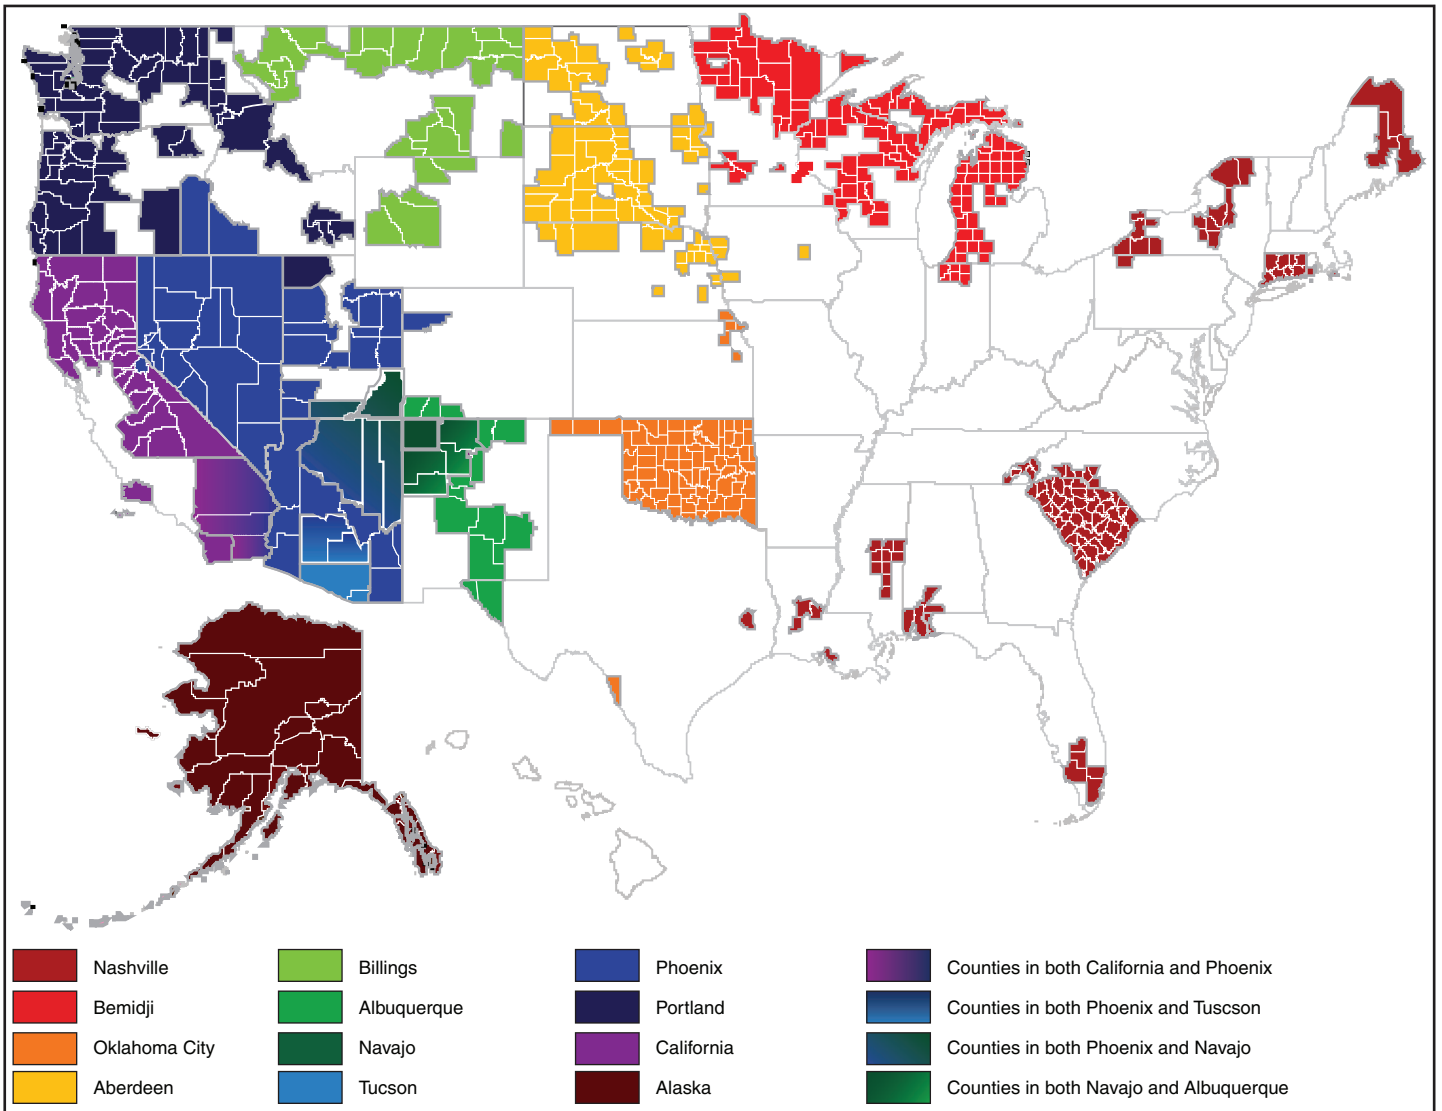 Nashville
Bemidji
Oklahoma City
Aberdeen
Billings
Albuquerque
Navajo
Tucson
Phoenix
Portland
California
Alaska
Counties in both California and Phoenix
Counties in both Phoenix and Tuscson
Counties in both Phoenix and Navajo
Counties in both Navajo and Albuquerque